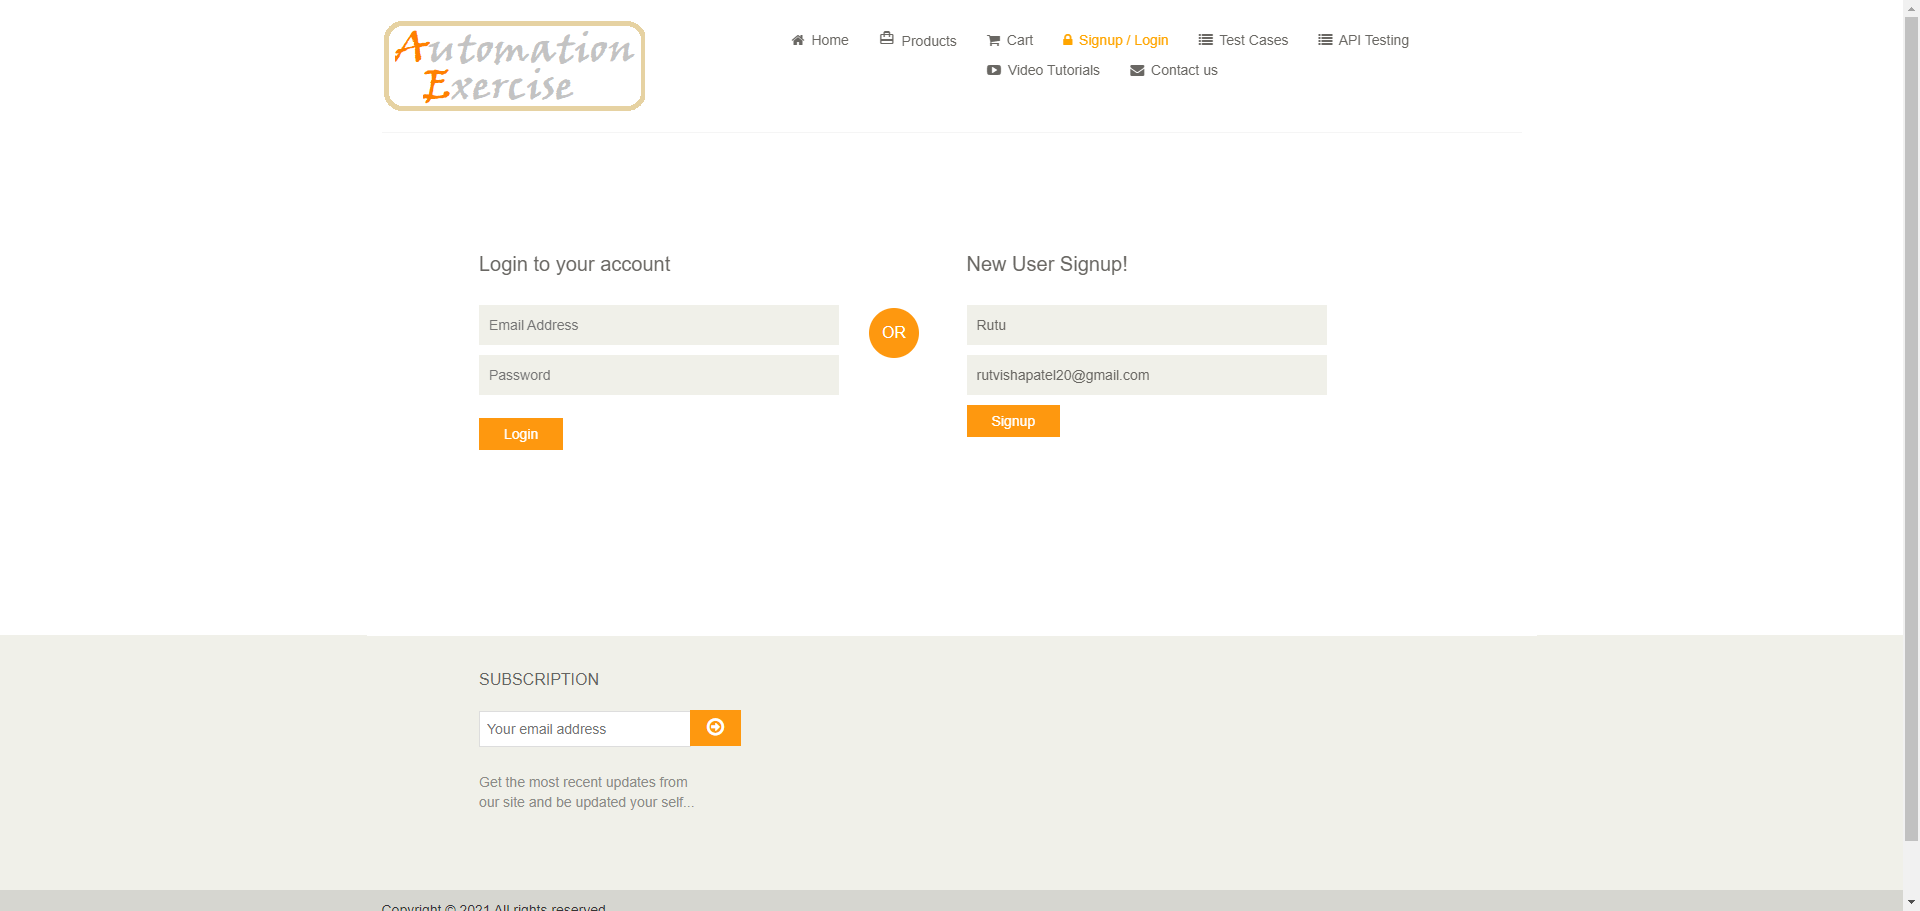 Automation
Exercise
Home
Products
Cart
Signup / Login
Test Cases
API Testing
Video Tutorials
Contact us
Login to your account
New User Signup!
Email Address
OR
Rutu
Password
rutvishapatel20@gmail.com
Login
Signup
SUBSCRIPTION
Your email address
Get the most recent updates from
our site and be updated your self...
Copyright © 2021 All rights reserved